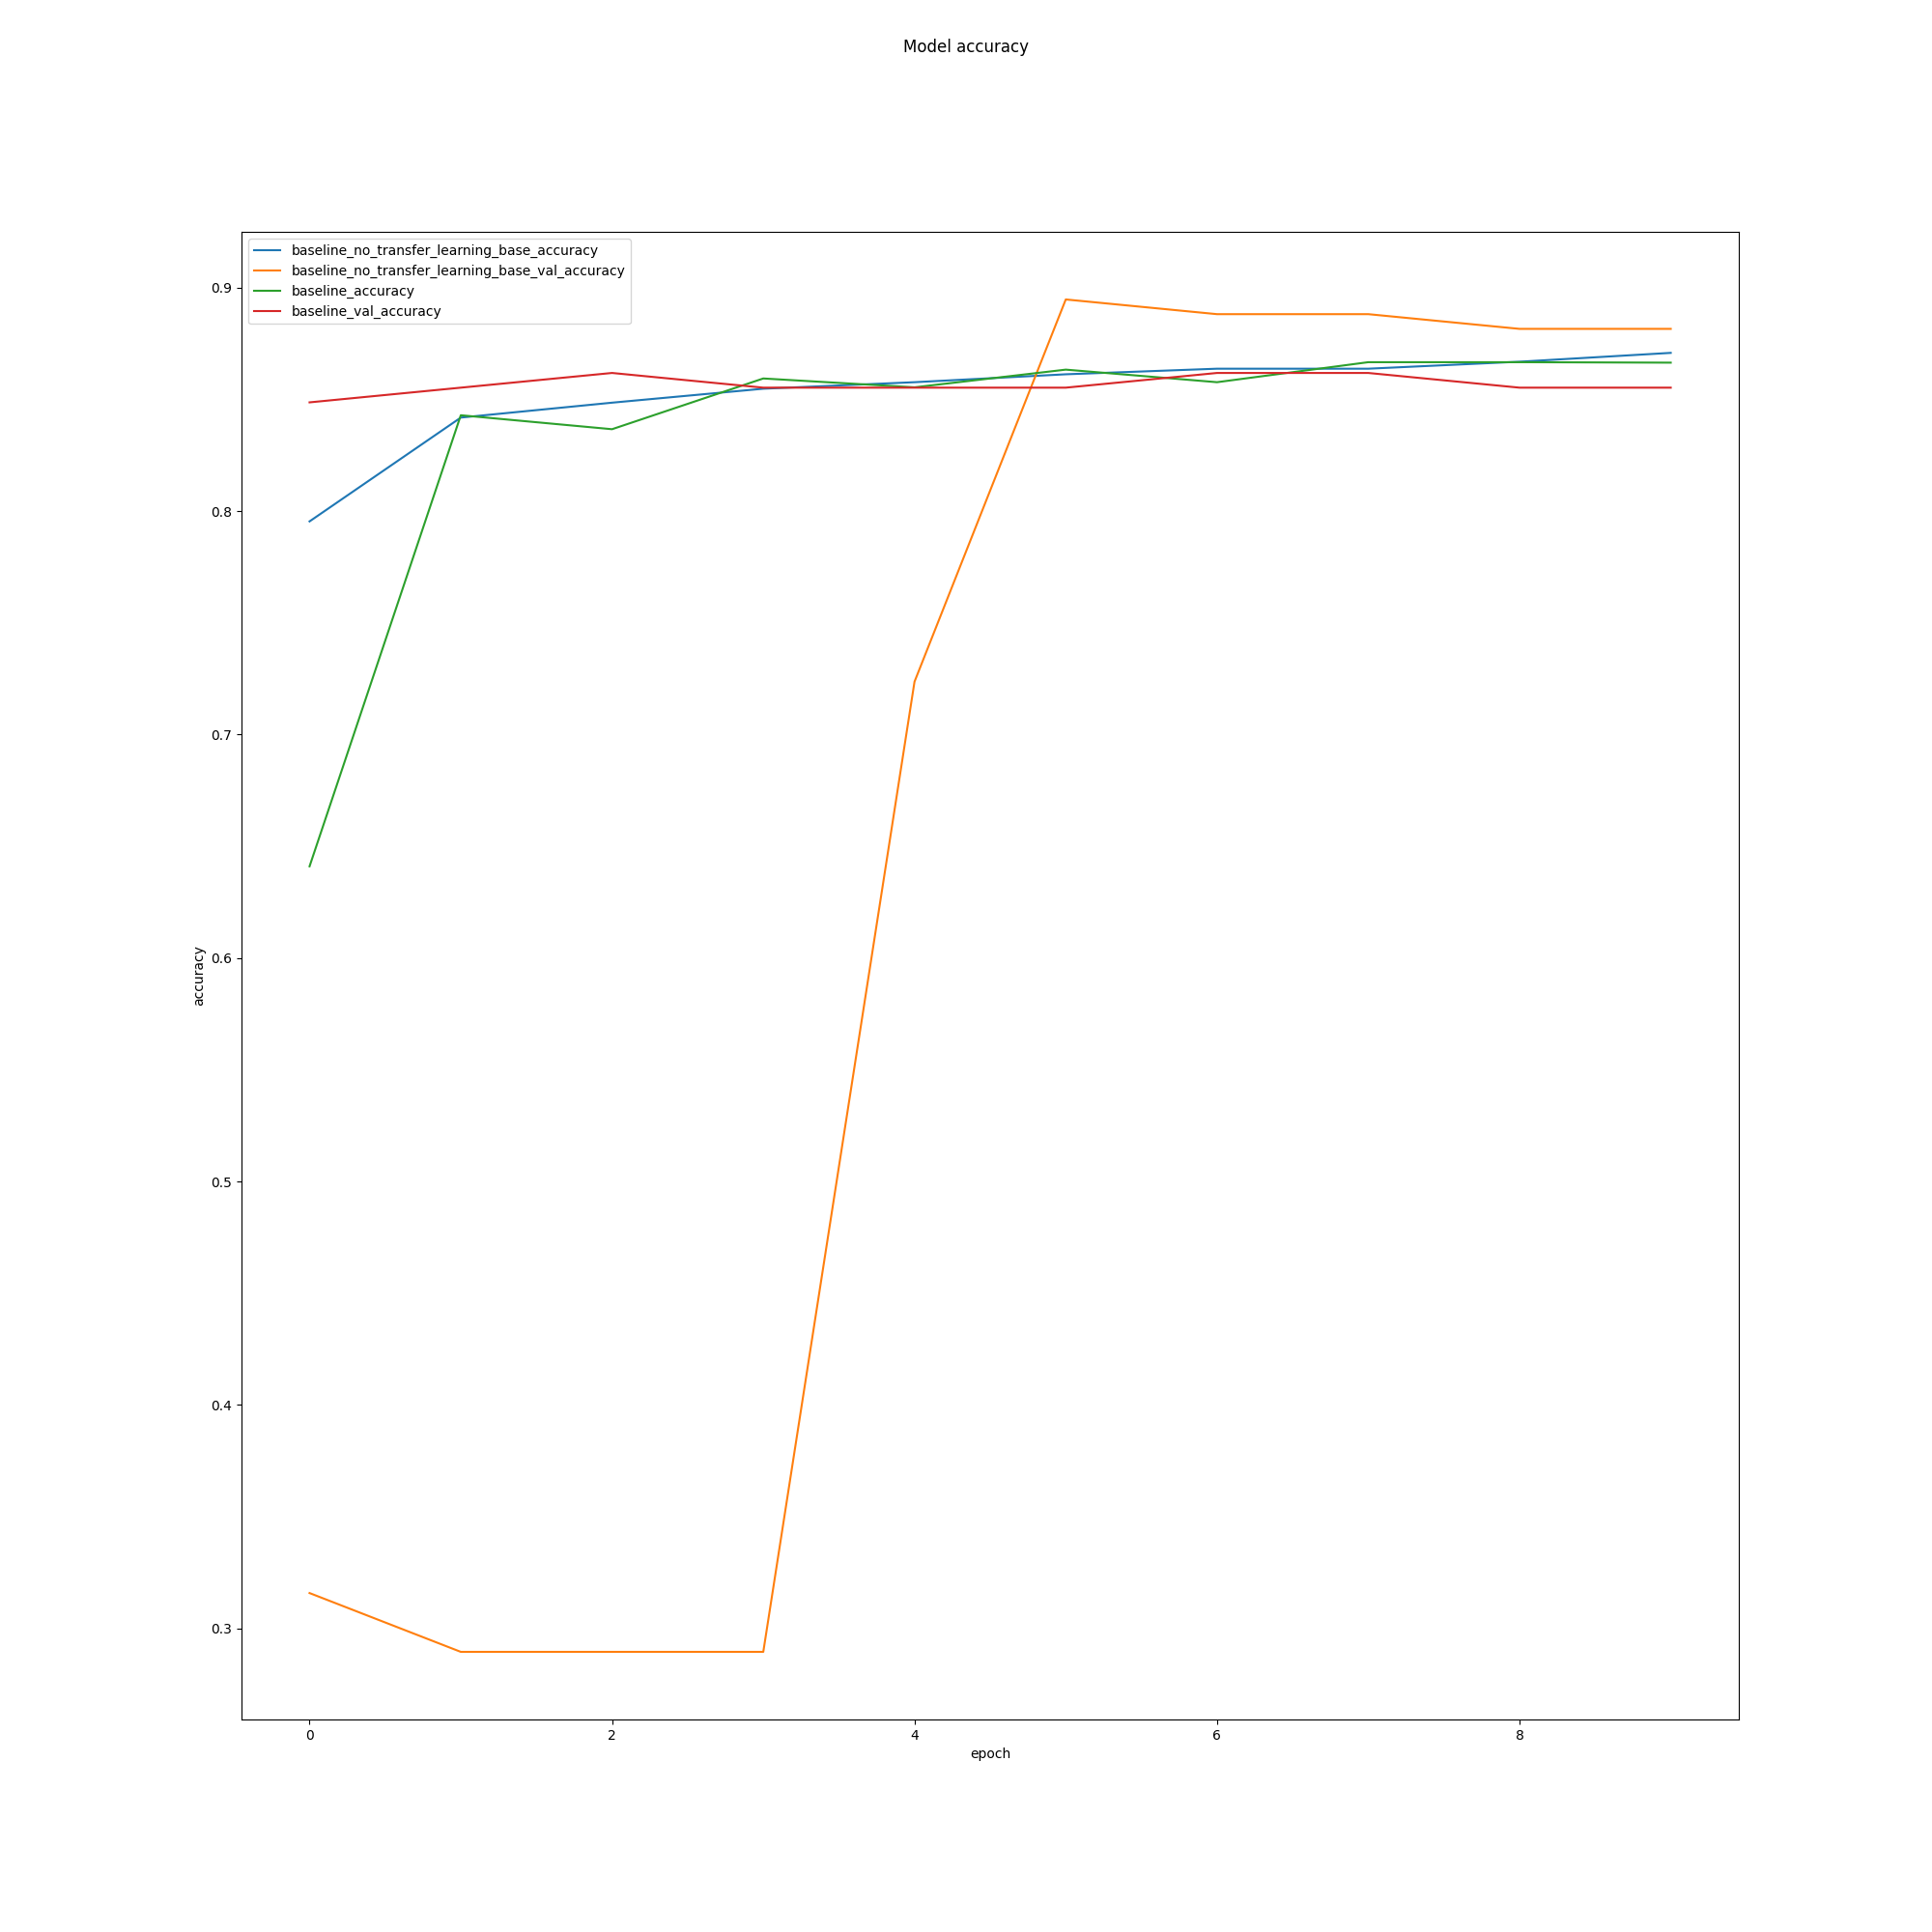 Model accuracy
baseline_no_transfer_learning_base_accuracy
baseline_no_transfer_learning_base_val_accuracy
baseline_accuracy
baseline_val_accuracy
0.9
0.8
0.7
0.6
0.5
0.4
0.3
accuracy
0 2 4 6 8
epoch